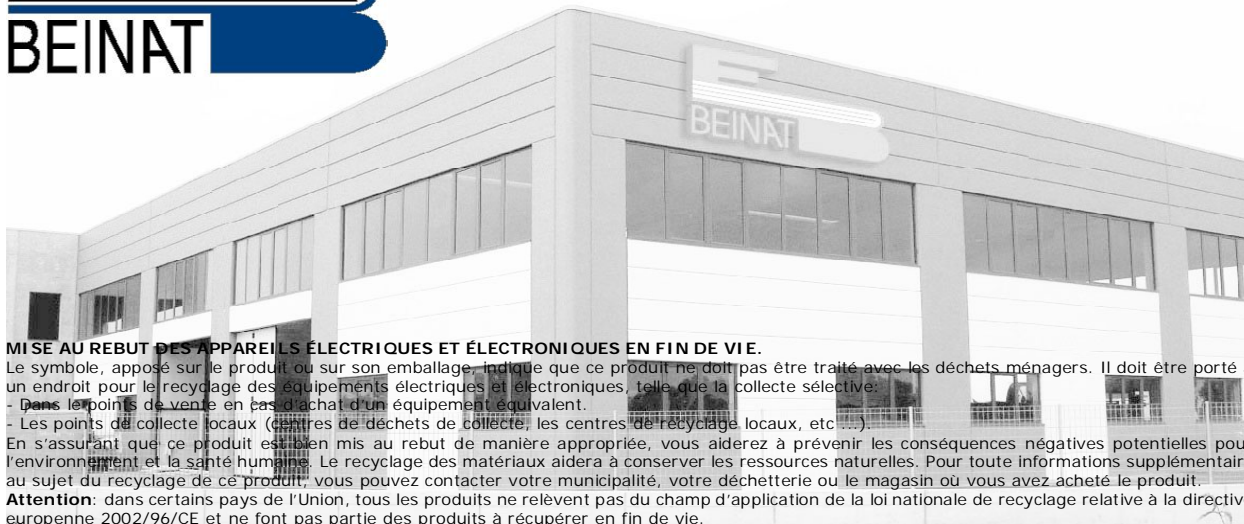 BEINAT
BEINAT
MISE AU REBUT DES APPAREILS ÉLECTRIQUES ET ÉLECTRONIQUES EN FIN DE VIE.
Le symbole, apposé sur le produit ou sur son emballage, indique que ce produit ne doit pas être traité avec les déchets ménagers. Il doit être porté
un endroit pour le recyclage des équipements électriques et électroniques, telle que la collecte sélective:
- Dans le points de vente en cas d'achat d'un équipement équivalent.
- Les points de collecte locaux (centres de déchets de collecte, les centres de recyclage locaux, etc ...).
En s'assurant que ce produit est bien mis au rebut de manière appropriée, vous aiderez à prévenir les conséquences négatives potentielles pou
l'environnement et la santé humaine. Le recyclage des matériaux aidera à conserver les ressources naturelles. Pour toute informations supplémentair
au sujet du recyclage de ce produit, vous pouvez contacter votre municipalité, votre déchetterie ou le magasin où vous avez acheté le produit.
Attention: dans certains pays de l'Union, tous les produits ne relèvent pas du champ d'application de la loi nationale de recyclage relative à la directive
europenne 2002/96/CE et ne font pas partie des produits à récupérer en fin de vie.